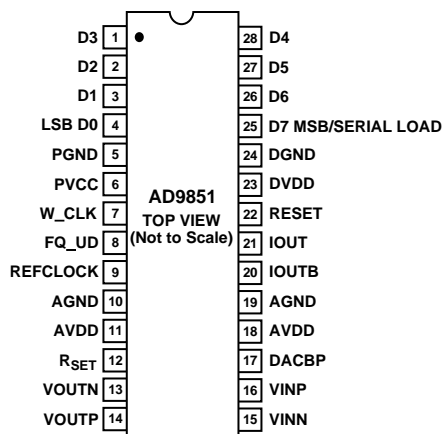 D3 1 28 D4
D2 2 27 D5
D1 3 26 D6
LSB D0 4 25 D7 MSB/SERIAL LOAD
PGND 5 24 DGND
PVCC 6 23 DVDD
AD9851
W_CLK 7 TOP VIEW 22 RESET
FQ_UD 8 (Not to Scale) 21 IOUT
REFCLOCK 9 20 IOUTB
AGND 10 19 AGND
AVDD 11 18 AVDD
RSET 12 17 DACBP
VOUTN 13 16 VINP
VOUTP 14 15 VINN